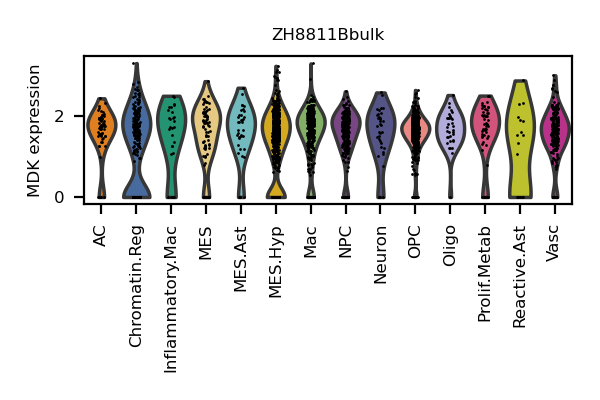 ZH8811Bbulk
MDK expression
2
0
AC
Chromatin.Reg
Inflammatory.Mac
MES
MES.Ast
MES.Hyp
Mac
NPC
Neuron
OPC
Oligo
Prolif.Metab
Reactive.Ast
Vasc